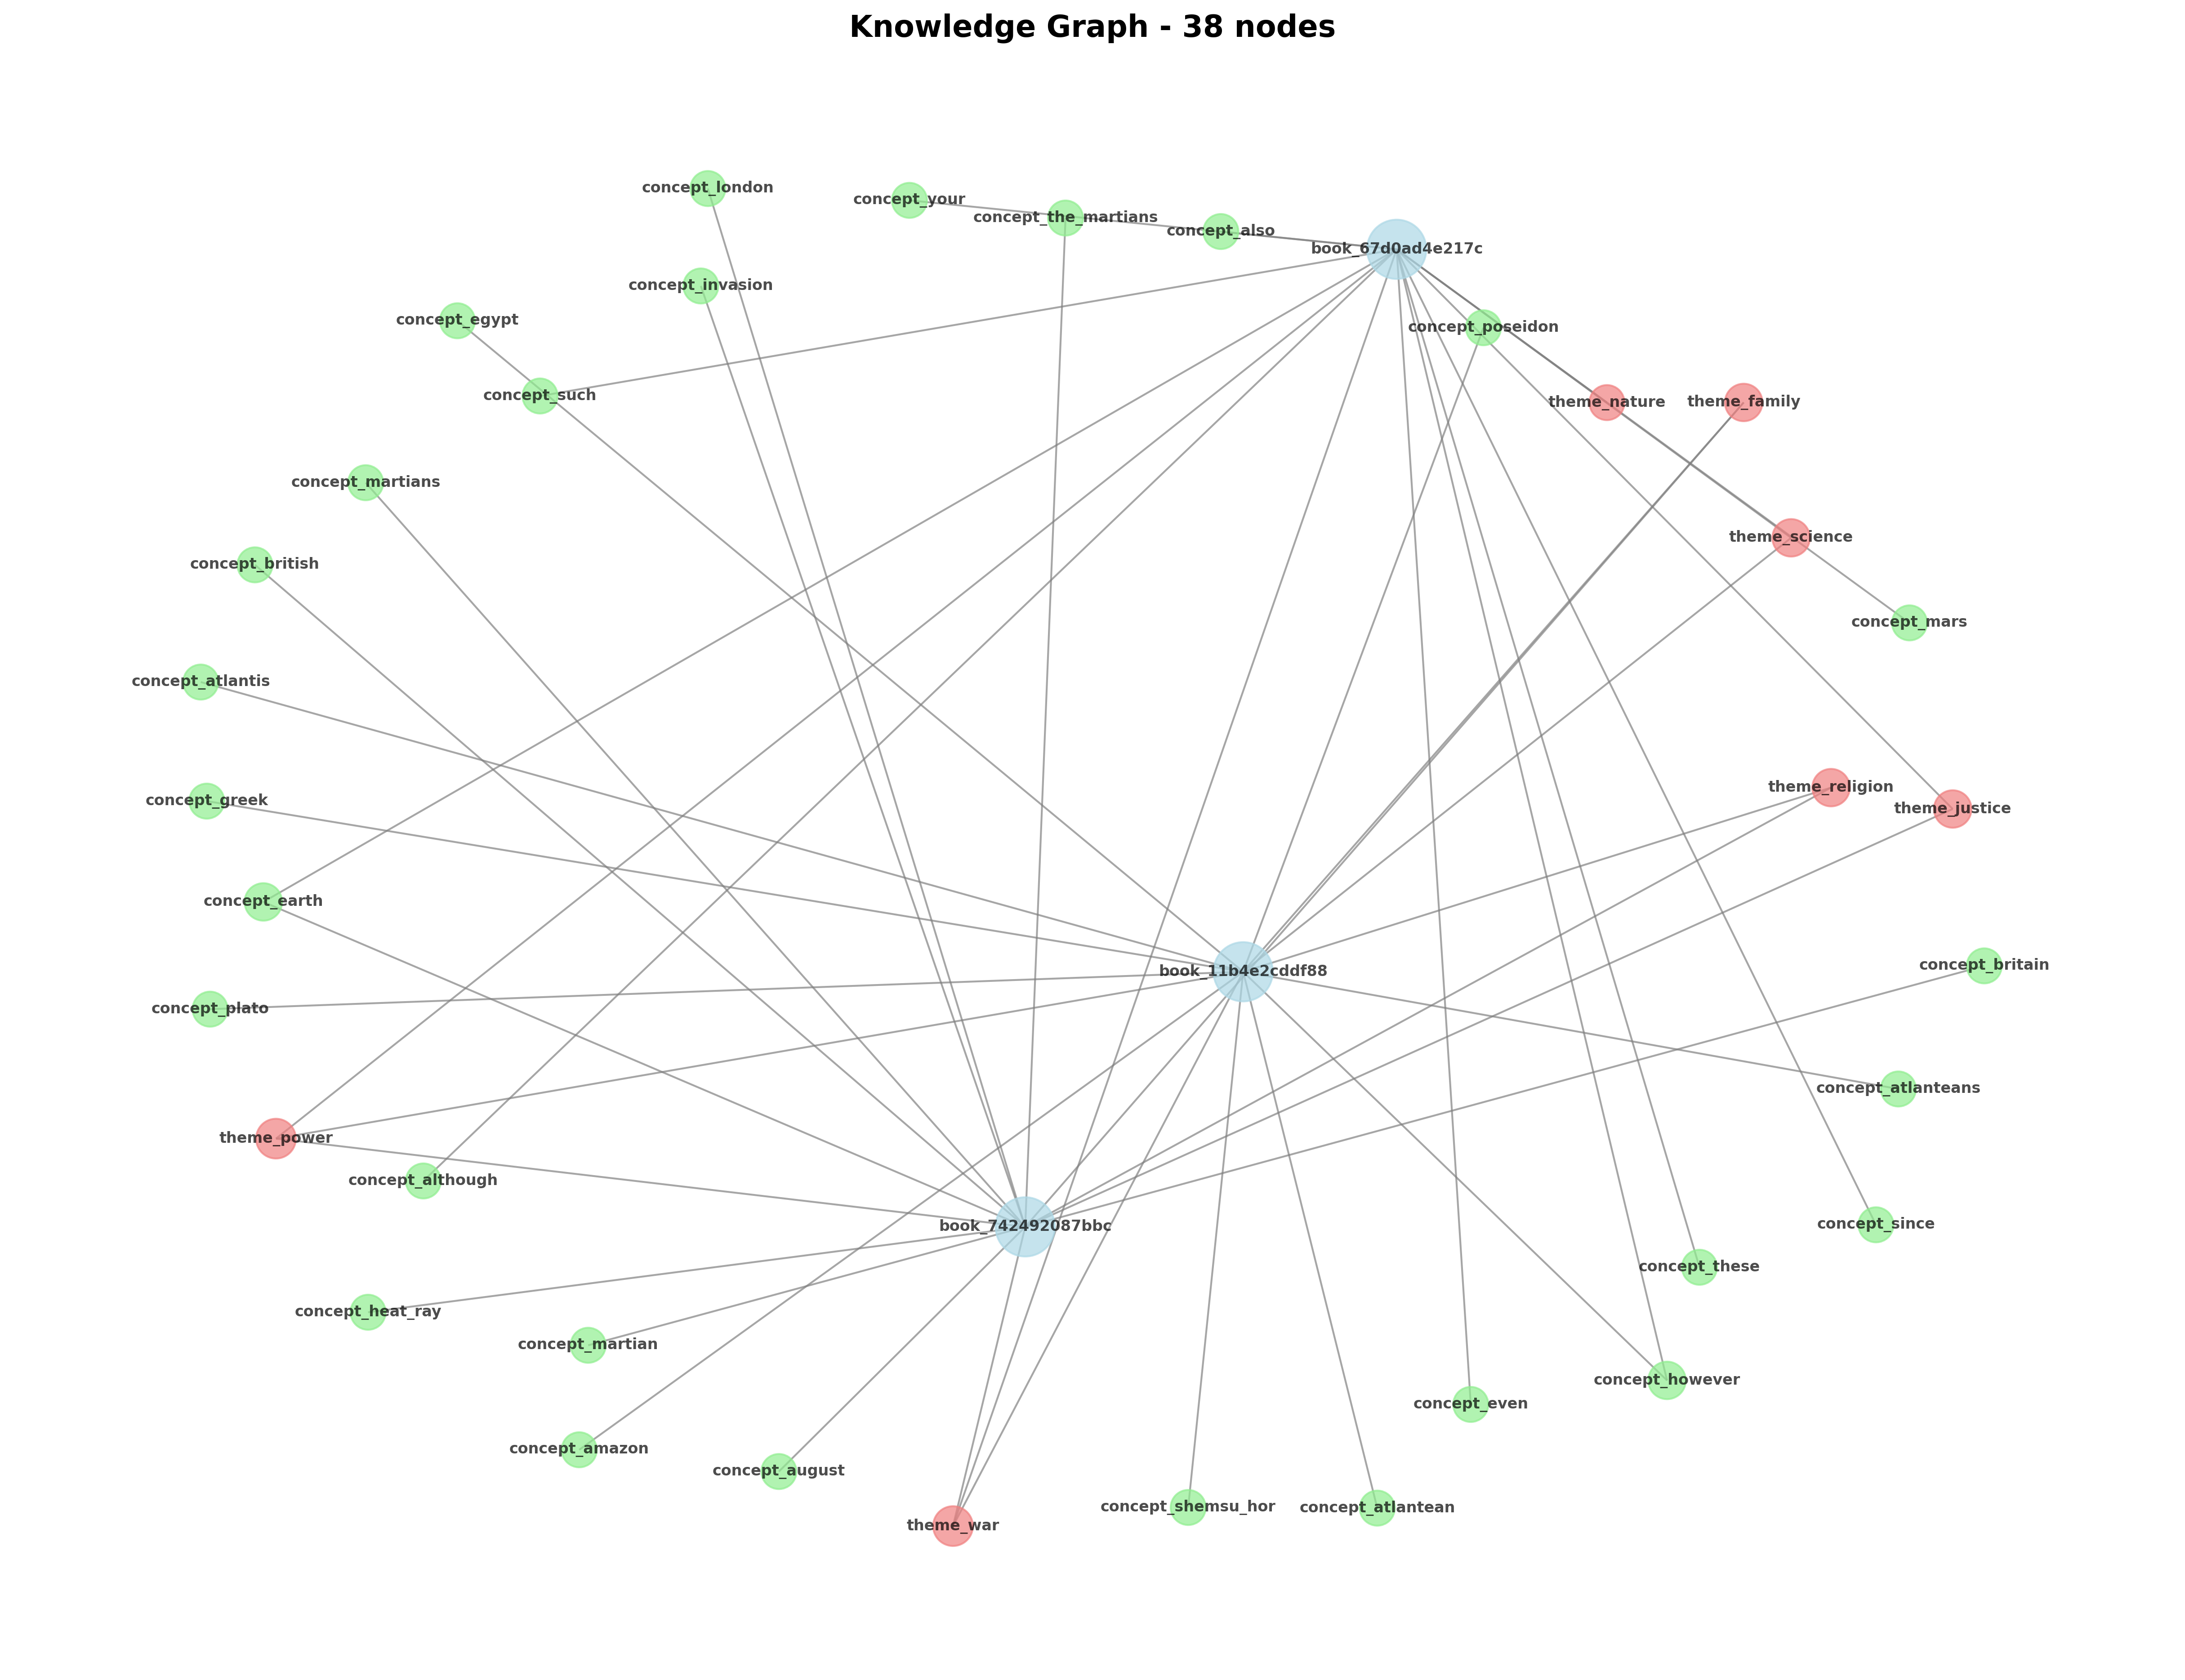 Knowledge Graph - 38 nodes
concept_london
concept_your
concept_the_martians
concept_also
book_67d0ad4e217c
concept_invasion
concept_egypt
concept_poseidon
concept_such
theme_nature
theme_family
concept_martians
theme_science
concept_british
concept_mars
concept_atlantis
theme_religion
concept_greek
theme_justice
concept_earth
concept_britain
book_11b4e2cddf88
concept_plato
concept_atlanteans
theme_power
concept_although
concept_since
book_742492087bbc
concept_these
concept_heat_ray
concept_martian
concept_however
concept_even
concept_amazon
concept_august
concept_shemsu_hor
concept_atlantean
theme_war